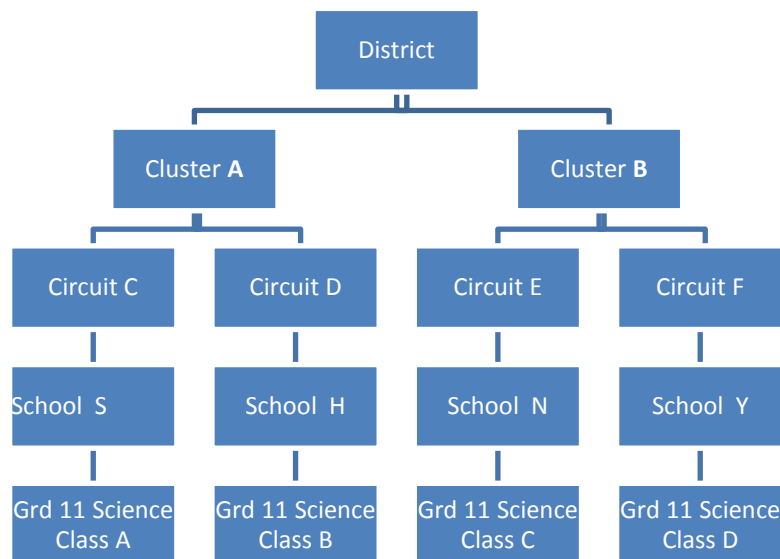 District
Cluster A
Cluster B
Circuit C
Circuit D
Circuit E
Circuit F
School S
School H
School N
School Y
Grd 11 Science
Class A
Grd 11 Science
Class B
Grd 11 Science
Class C
Grd 11 Science
Class D